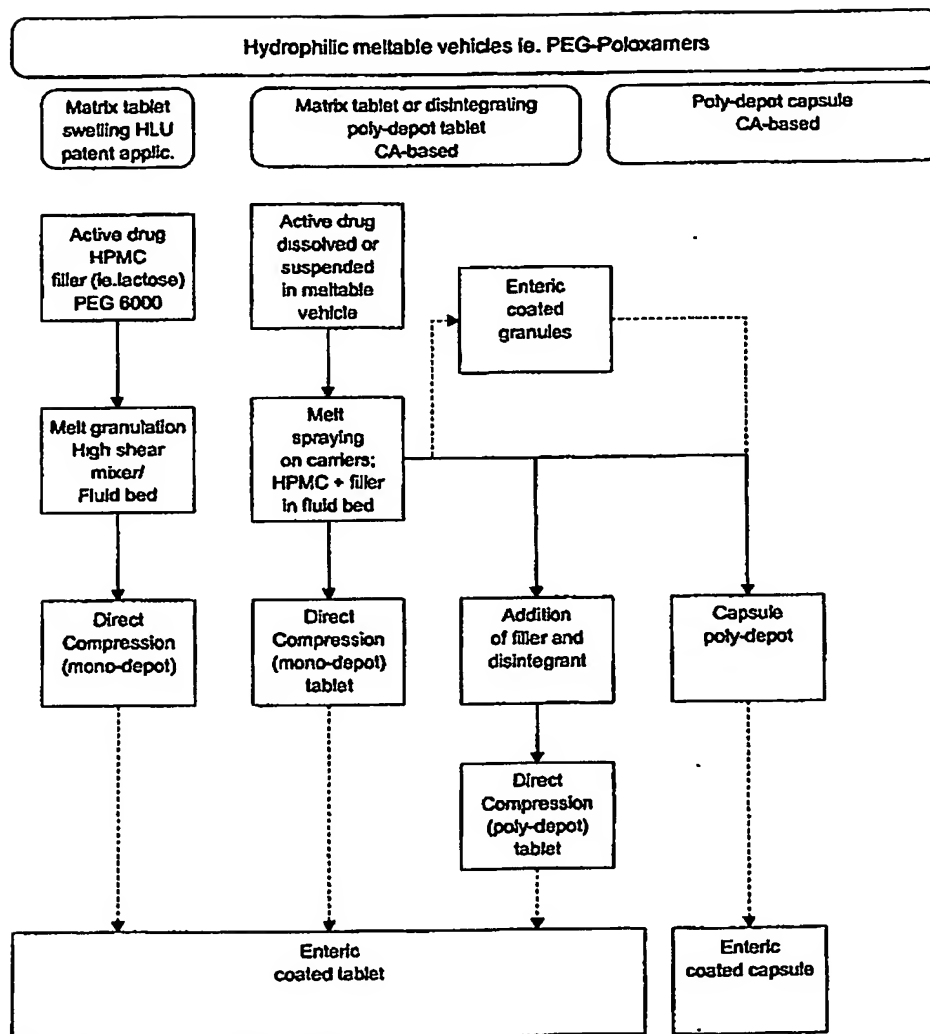 Hydrophilic meltable vehicles ie. PEG-Poloxamers
Matrix tablet
swelling HLU
patent applic.
Matrix tablet or disintegrating
poly-depot tablet
CA-based
Poly-depot capsule
CA-based
Active drug
HPMC
filler (ie.lactose)
PEG 6000
Active drug
dissolved or
suspended
in meltable
vehicle
Enteric
coated
granules
Melt granulation
High shear
mixer/
Fluid bed
Melt
spraying
on carriers;
HPMC + filler
in fluid bed
Direct
Compression
(mono-depot)
Direct
Compression
(mono-depot)
tablet
Addition
of filler and
disintegrant
Capsule
poly-depot
Direct
Compression
(poly-depot)
tablet
Enteric
coated tablet
Enteric
coated capsule